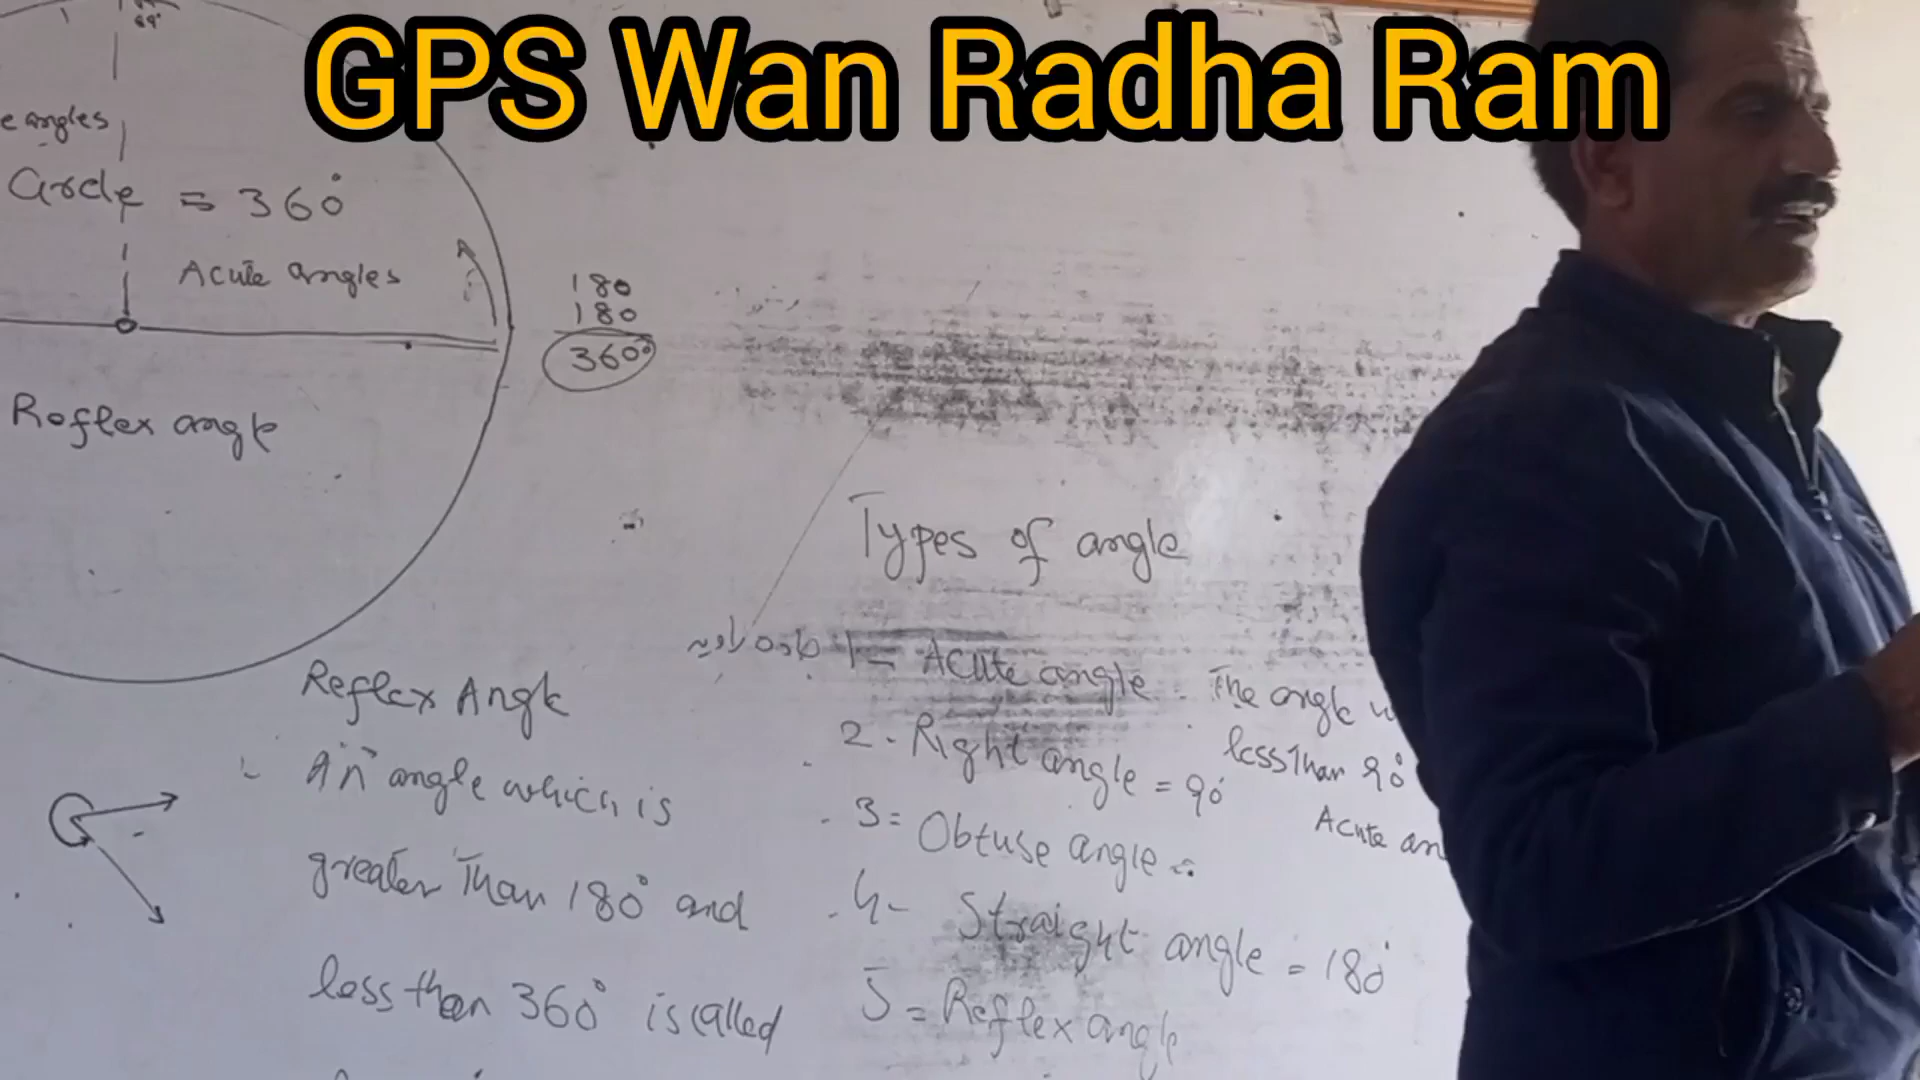 GPS Wan Radha Ram
89°
e angles
Circle = 360°
Acute angles
180
180
360°
Reflex angle
Types of angle
1- Acute angle - The angle
less than 90°
2- Right angle = 90°
Acute an
3= Obtuse angle =
4- Straight angle = 180°
5= Reflex angle
Reflex Angle
An angle which is
greater than 180° and
less than 360° is called